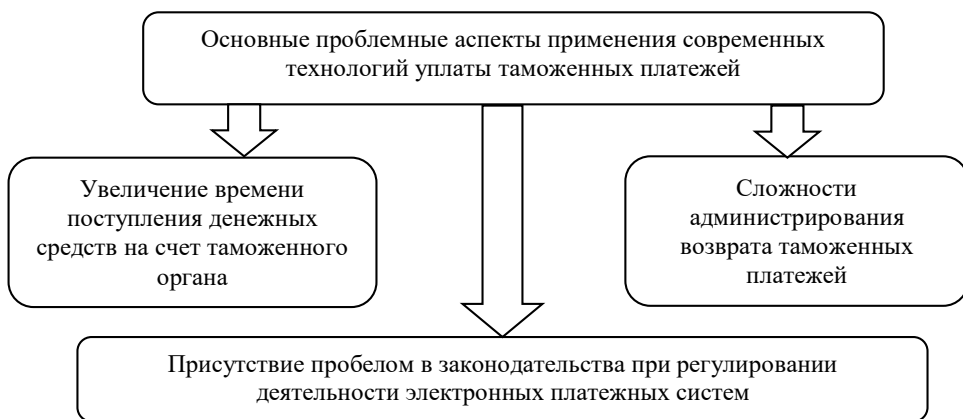 Основные проблемные аспекты применения современных
технологий уплаты таможенных платежей
Увеличение времени
поступления денежных
средств на счет таможенного
органа
Сложности
администрирования
возврата таможенных
платежей
Присутствие пробелом в законодательства при регулировании
деятельности электронных платежных систем